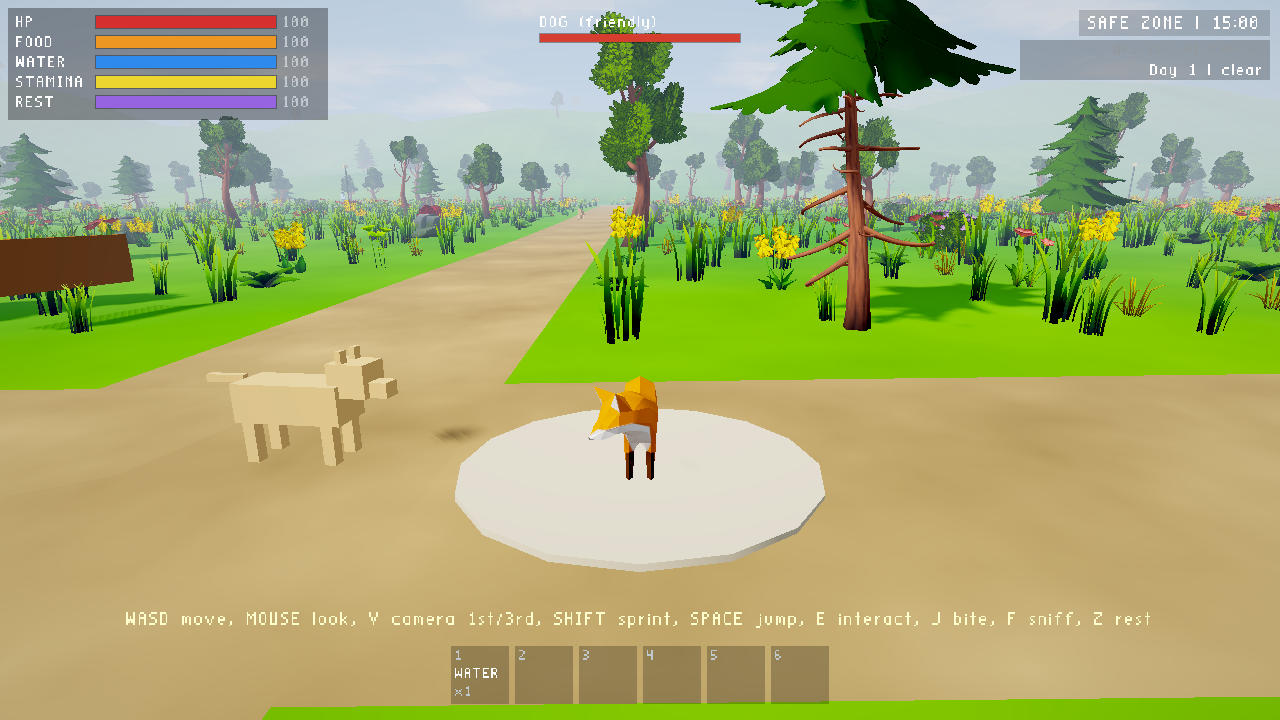 HP 100
FOOD 100
WATER 100
STAMINA 100
REST 100
DOG (friendly)
SAFE ZONE | 15:00
Day 1 | clear
WASD move, MOUSE look, V camera 1st/3rd, SHIFT sprint, SPACE jump, E interact, J bite, F sniff, Z rest
1 2 3 4 5 6
WATER
x1